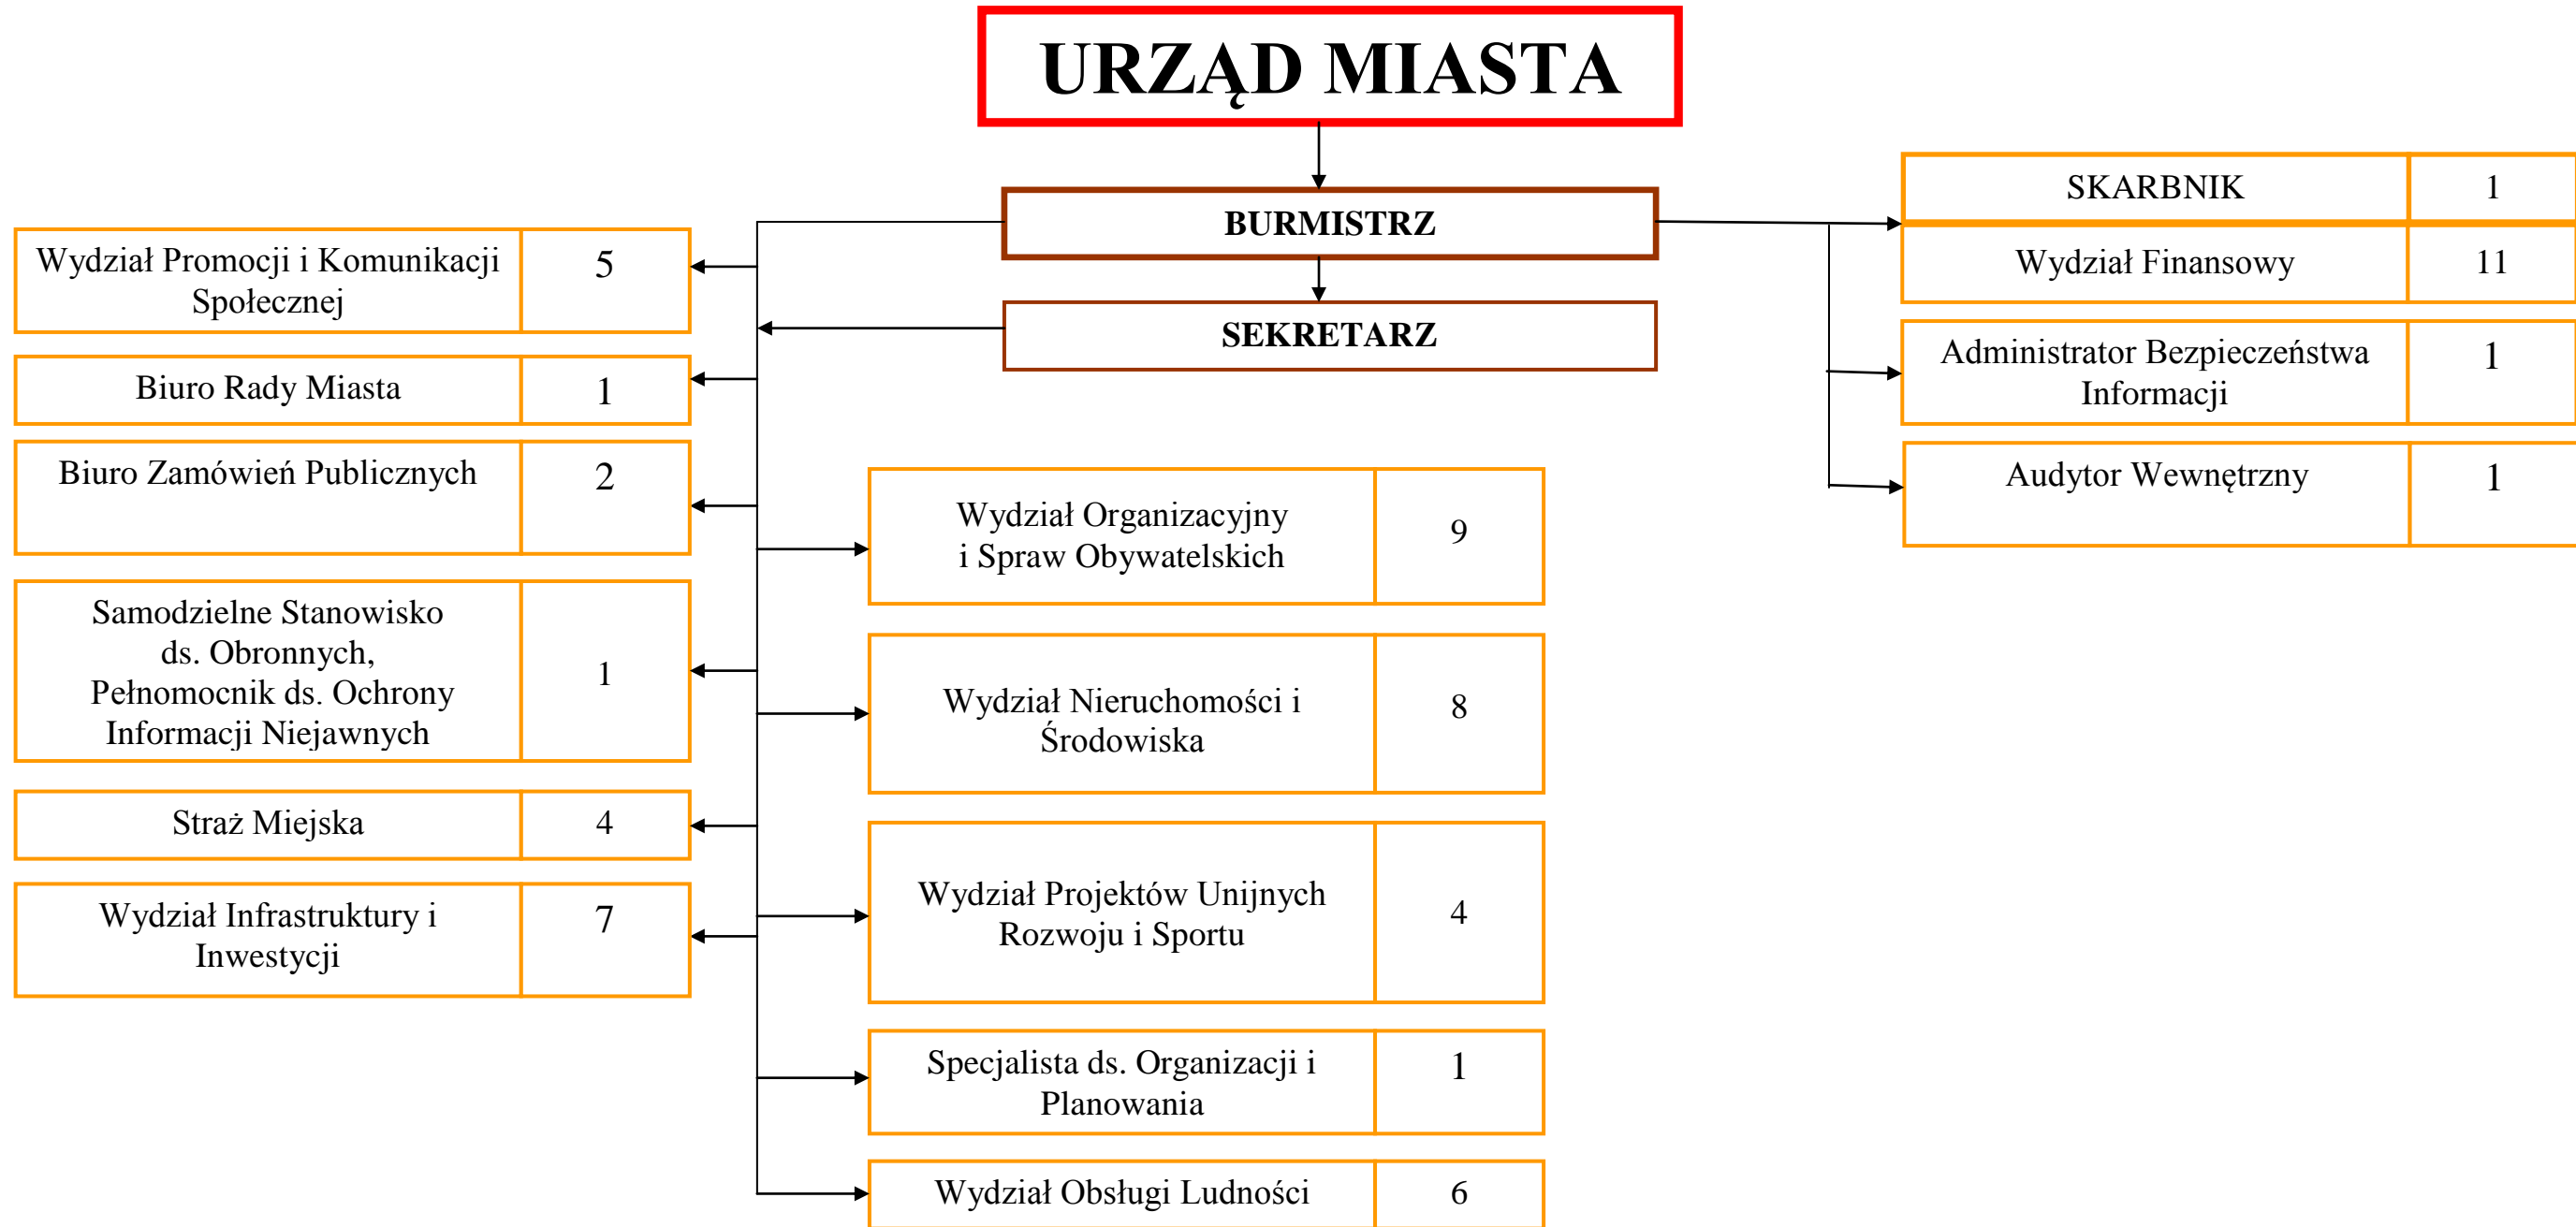 URZĄD MIASTA
BURMISTRZ
SEKRETARZ
Wydział Promocji i Komunikacji
Społecznej
5
Biuro Rady Miasta
1
Biuro Zamówień Publicznych
2
Samodzielne Stanowisko
ds. Obronnych,
Pełnomocnik ds. Ochrony
Informacji Niejawnych
1
Straż Miejska
4
Wydział Infrastruktury i
Inwestycji
7
Wydział Organizacyjny
i Spraw Obywatelskich
9
Wydział Nieruchomości i
Środowiska
8
Wydział Projektów Unijnych
Rozwoju i Sportu
4
Specjalista ds. Organizacji i
Planowania
1
Wydział Obsługi Ludności
6
SKARBNIK
1
Wydział Finansowy
11
Administrator Bezpieczeństwa
Informacji
1
Audytor Wewnętrzny
1